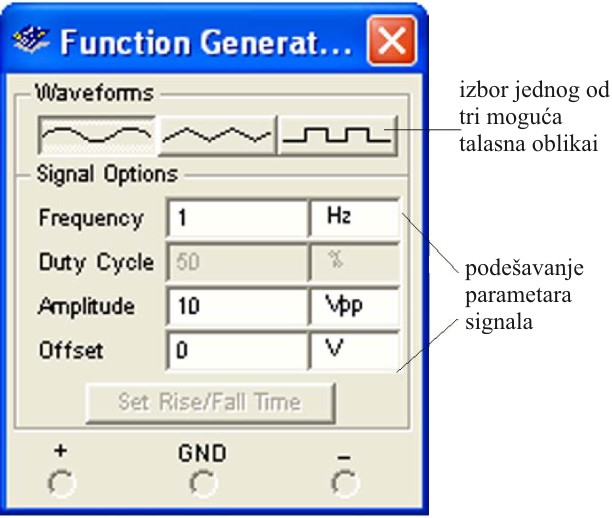 Function Generat...
Waveforms
izbor jednog od
tri moguća
talasna oblikai
Signal Options
Frequency 1 Hz
Duty Cycle 50 %
Amplitude 10 Vpp
Offset 0 V
podešavanje
parametara
signala
Set Rise/Fall Time
+ GND –